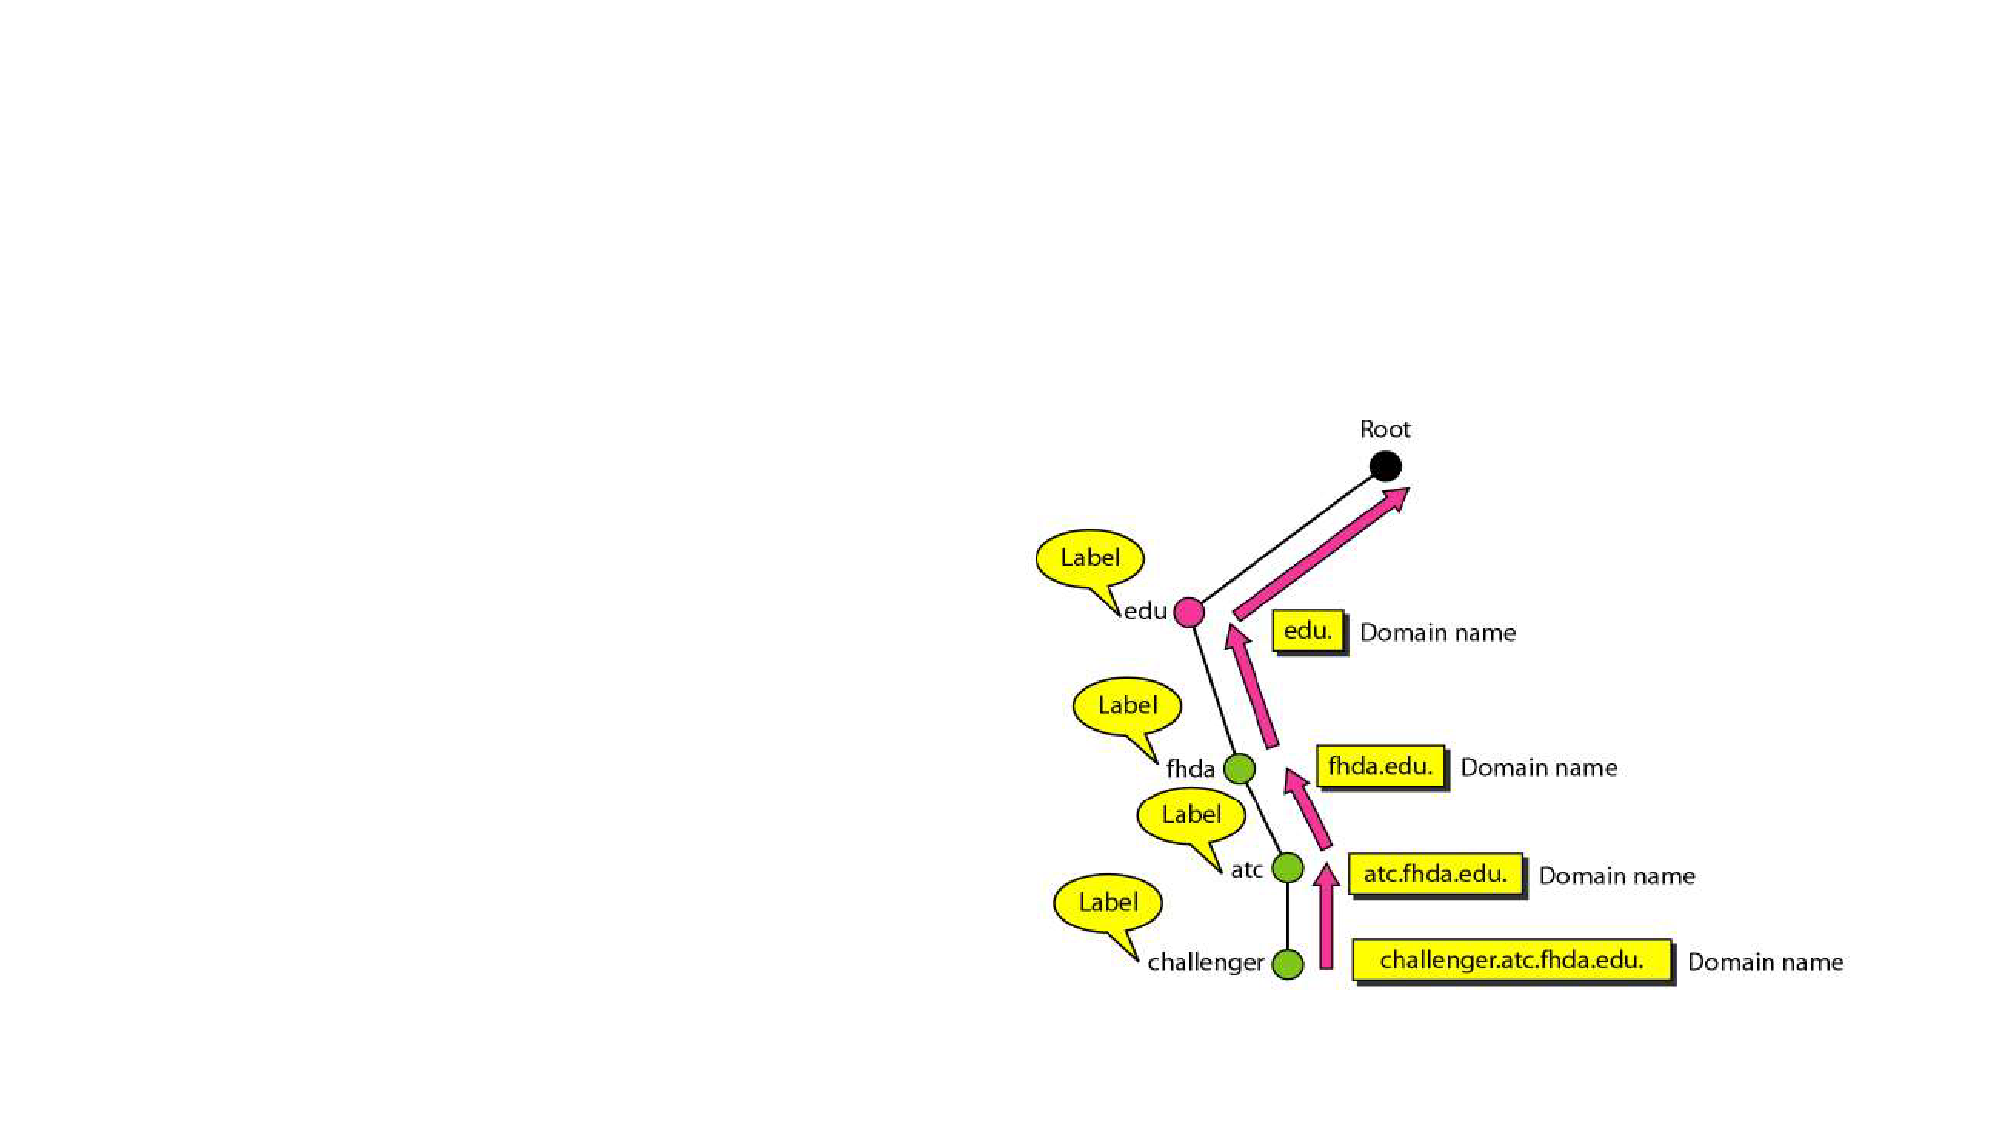 Root
Label
edu
edu. Domain name
Label
fhda
fhda.edu. Domain name
Label
atc
atc.fhda.edu. Domain name
Label
challenger
challenger.atc.fhda.edu. Domain name